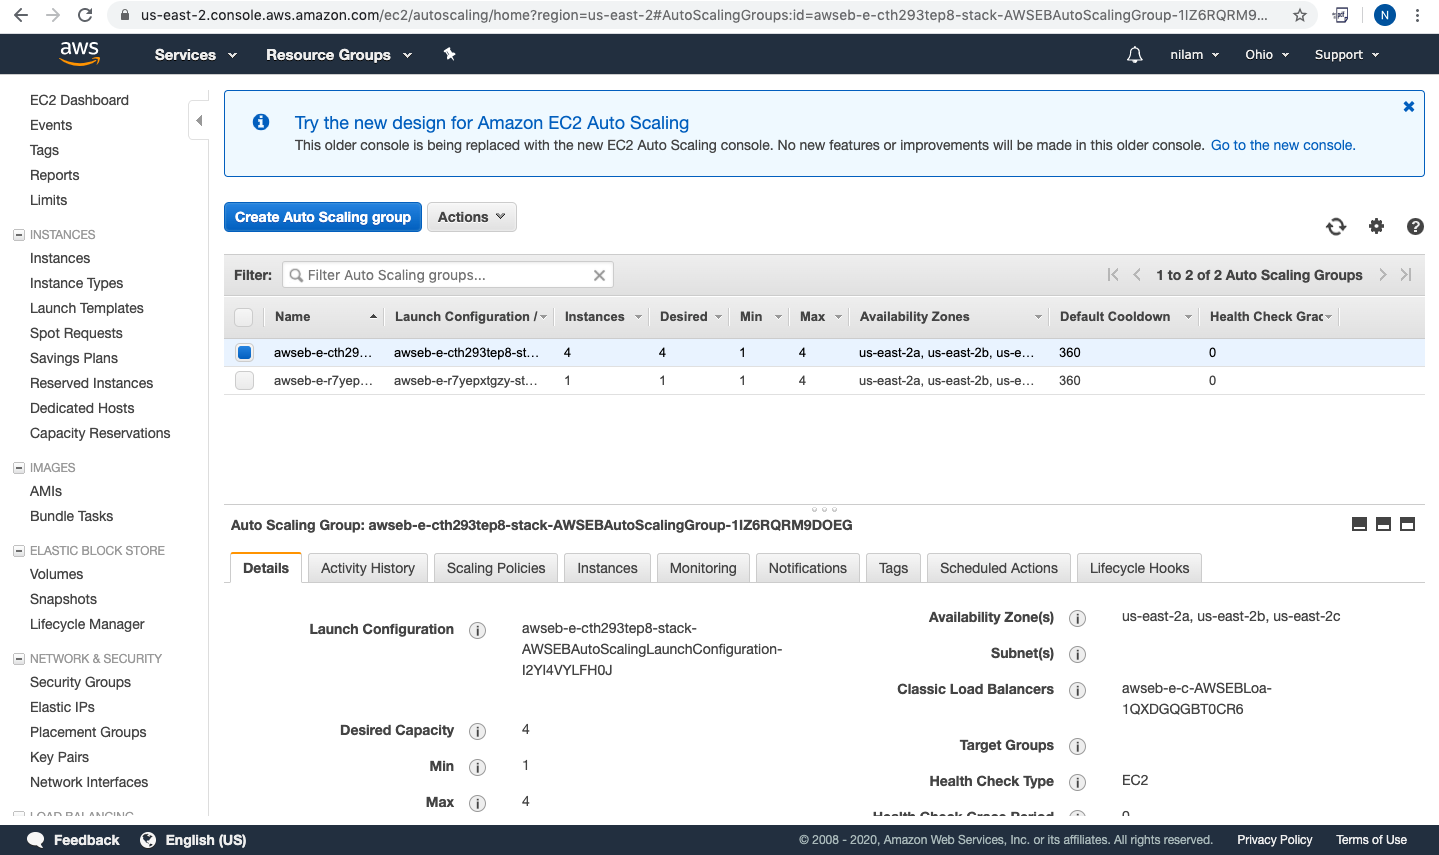 us-east-2.console.aws.amazon.com/ec2/autoscaling/home?region=us-east-2#AutoScalingGroups:id=awseb-e-cth293tep8-stack-AWSEBAutoScalingGroup-1IZ6RQRM9...
N
aws
Services
Resource Groups
nilam
Ohio
Support
EC2 Dashboard
Events
Tags
Reports
Limits
INSTANCES
Instances
Instance Types
Launch Templates
Spot Requests
Savings Plans
Reserved Instances
Dedicated Hosts
Capacity Reservations
IMAGES
AMIs
Bundle Tasks
ELASTIC BLOCK STORE
Volumes
Snapshots
Lifecycle Manager
NETWORK & SECURITY
Security Groups
Elastic IPs
Placement Groups
Key Pairs
Network Interfaces
LOAD BALANCING
Try the new design for Amazon EC2 Auto Scaling
This older console is being replaced with the new EC2 Auto Scaling console. No new features or improvements will be made in this older console. Go to the new console.
Create Auto Scaling group
Actions
Filter: Filter Auto Scaling groups...
1 to 2 of 2 Auto Scaling Groups
Name Launch Configuration / Instances Desired Min Max Availability Zones Default Cooldown Health Check Grac
awseb-e-cth29... awseb-e-cth293tep8-st... 4 4 1 4 us-east-2a, us-east-2b, us-e... 360 0
awseb-e-r7yep... awseb-e-r7yepxtgzy-st... 1 1 1 4 us-east-2a, us-east-2b, us-e... 360 0
Auto Scaling Group: awseb-e-cth293tep8-stack-AWSEBAutoScalingGroup-1IZ6RQRM9DOEG
Details
Activity History
Scaling Policies
Instances
Monitoring
Notifications
Tags
Scheduled Actions
Lifecycle Hooks
Launch Configuration
awseb-e-cth293tep8-stack-
AWSEBAutoScalingLaunchConfiguration-
I2YI4VYLFH0J
Desired Capacity 4
Min 1
Max 4
Availability Zone(s) us-east-2a, us-east-2b, us-east-2c
Subnet(s)
Classic Load Balancers awseb-e-c-AWSEBLoa-
1QXDGQGBT0CR6
Target Groups
Health Check Type EC2
Health Check Grace Period 0
Feedback
English (US)
© 2008 - 2020, Amazon Web Services, Inc. or its affiliates. All rights reserved.
Privacy Policy
Terms of Use